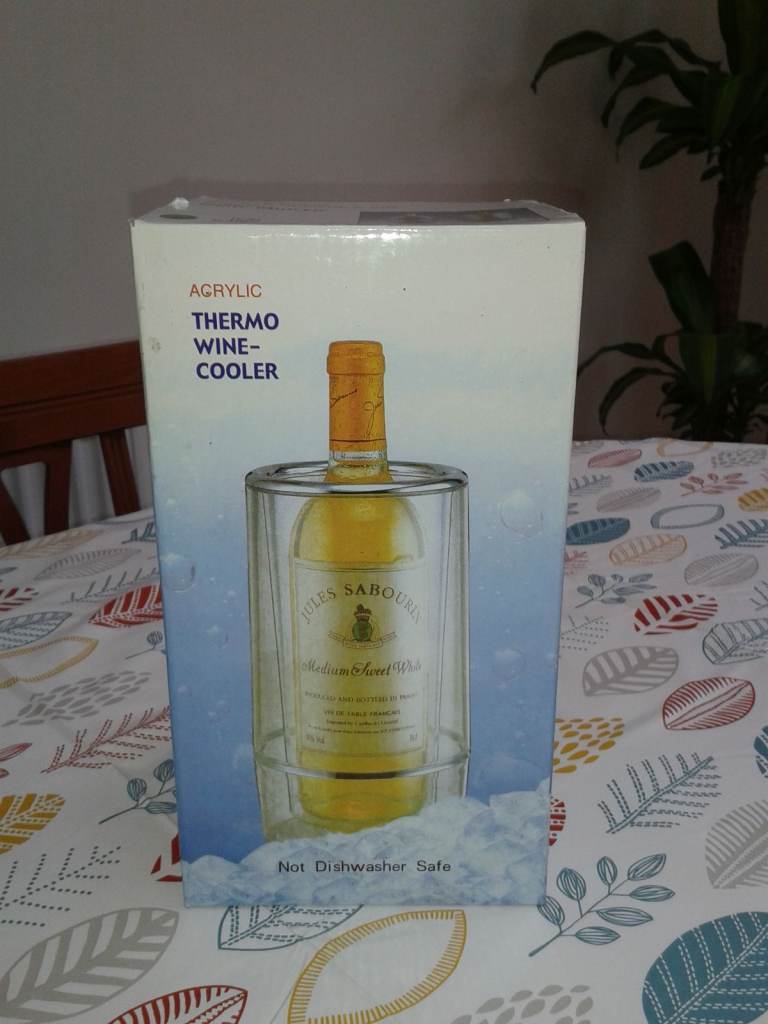 ACRYLIC
THERMO
WINE-
COOLER
JULES SABOURIN
Medium Sweet White
PRODUCED AND BOTTLED IN FRANCE
VIN DE TABLE FRANCAIS
Not Dishwasher Safe